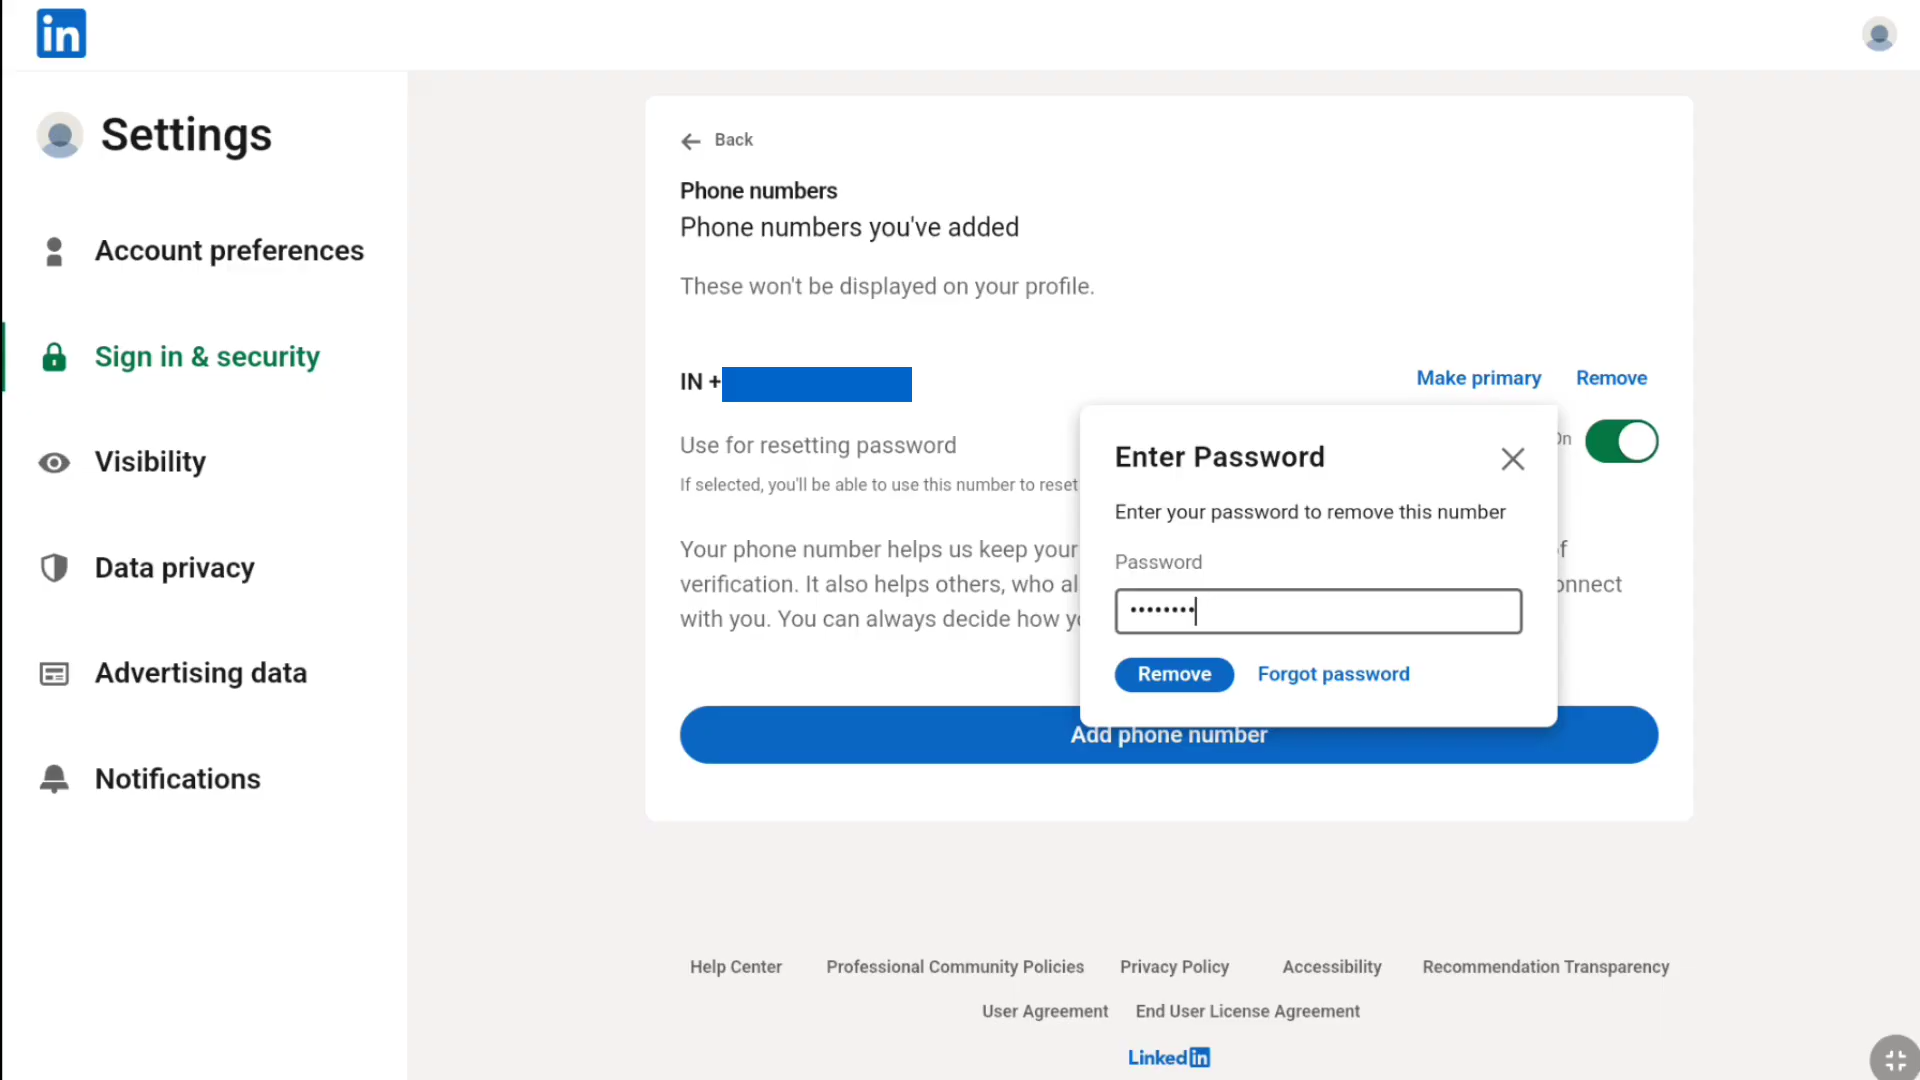 in
Settings
Account preferences
Sign in & security
Visibility
Data privacy
Advertising data
Notifications
Back
Phone numbers
Phone numbers you've added
These won't be displayed on your profile.
IN +
Make primary Remove
Use for resetting password
On
If selected, you'll be able to use this number to reset
Your phone number helps us keep your of
verification. It also helps others, who al onnect
with you. You can always decide how yo
Enter Password
Enter your password to remove this number
Password
••••••••
Remove Forgot password
Add phone number
Help Center Professional Community Policies Privacy Policy Accessibility Recommendation Transparency
User Agreement End User License Agreement
LinkedIn